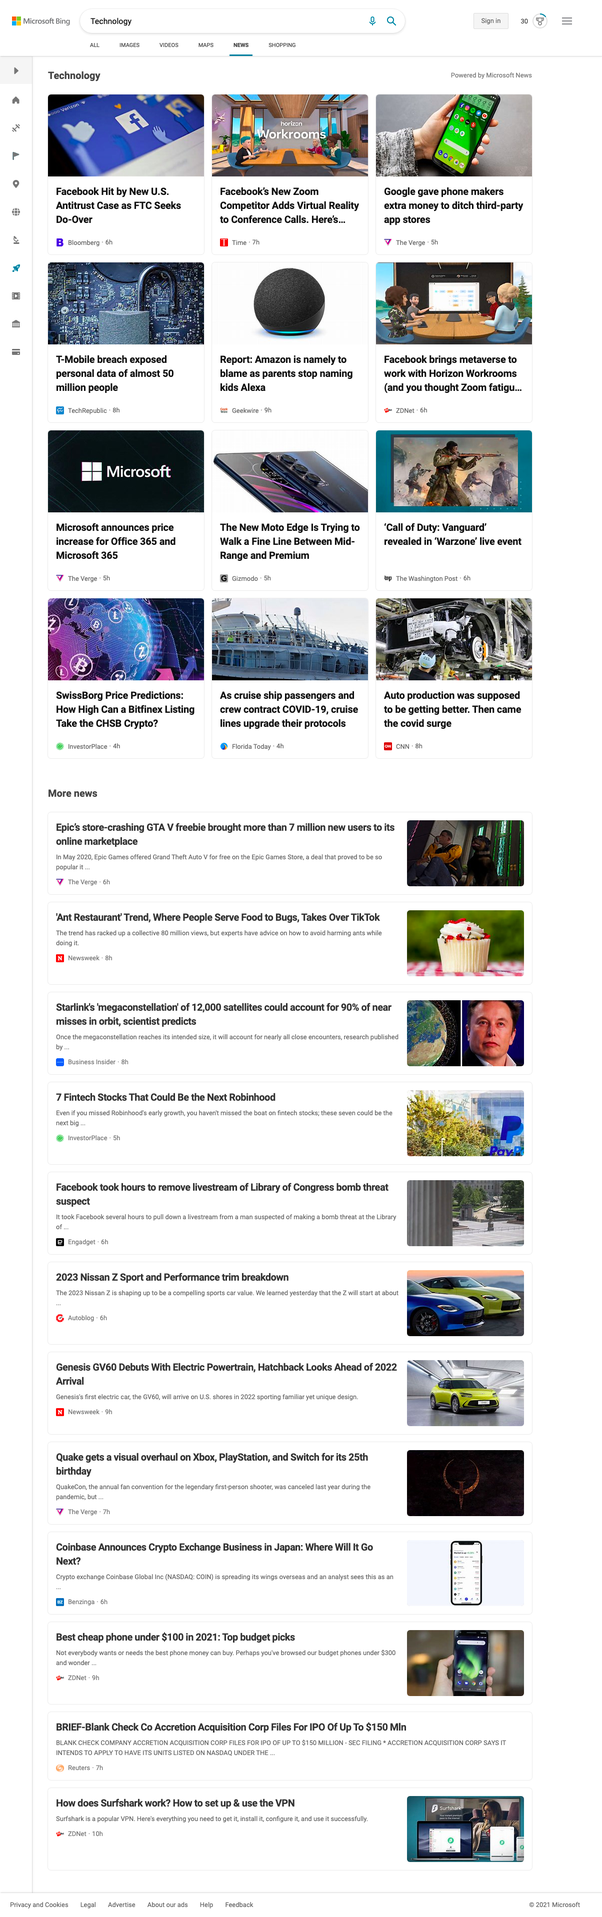 Microsoft Bing
Technology
Sign in
30
ALL
IMAGES
VIDEOS
MAPS
NEWS
SHOPPING
Technology
Powered by Microsoft News
horizon
Workrooms
Facebook Hit by New U.S.
Antitrust Case as FTC Seeks
Do-Over
Bloomberg · 6h
Facebook's New Zoom
Competitor Adds Virtual Reality
to Conference Calls. Here's...
Time · 7h
Google gave phone makers
extra money to ditch third-party
app stores
The Verge · 5h
T-Mobile breach exposed
personal data of almost 50
million people
TechRepublic · 8h
Report: Amazon is namely to
blame as parents stop naming
kids Alexa
Geekwire · 9h
Facebook brings metaverse to
work with Horizon Workrooms
(and you thought Zoom fatigu...
ZDNet · 6h
Microsoft
Microsoft announces price
increase for Office 365 and
Microsoft 365
The Verge · 5h
The New Moto Edge Is Trying to
Walk a Fine Line Between Mid-
Range and Premium
Gizmodo · 5h
'Call of Duty: Vanguard'
revealed in 'Warzone' live event
The Washington Post · 6h
SwissBorg Price Predictions:
How High Can a Bitfinex Listing
Take the CHSB Crypto?
InvestorPlace · 4h
As cruise ship passengers and
crew contract COVID-19, cruise
lines upgrade their protocols
Florida Today · 4h
Auto production was supposed
to be getting better. Then came
the covid surge
CNN · 8h
More news
Epic's store-crashing GTA V freebie brought more than 7 million new users to its
online marketplace
In May 2020, Epic Games offered Grand Theft Auto V for free on the Epic Games Store, a deal that proved to be so
popular it ...
The Verge · 6h
'Ant Restaurant' Trend, Where People Serve Food to Bugs, Takes Over TikTok
The trend has racked up a collective 80 million views, but experts have advice on how to avoid harming ants while
doing it.
Newsweek · 8h
Starlink's 'megaconstellation' of 12,000 satellites could account for 90% of near
misses in orbit, scientist predicts
Once the megaconstellation reaches its intended size, it will account for nearly all close encounters, research published
by ...
Business Insider · 8h
7 Fintech Stocks That Could Be the Next Robinhood
Even if you missed Robinhood's early growth, you haven't missed the boat on fintech stocks; these seven could be the
next big ...
InvestorPlace · 5h
Facebook took hours to remove livestream of Library of Congress bomb threat
suspect
It took Facebook several hours to pull down a livestream from a man suspected of making a bomb threat at the Library
of ...
Engadget · 6h
2023 Nissan Z Sport and Performance trim breakdown
The 2023 Nissan Z is shaping up to be a compelling sports car value. We learned yesterday that the Z will start at about
...
Autoblog · 6h
Genesis GV60 Debuts With Electric Powertrain, Hatchback Looks Ahead of 2022
Arrival
Genesis's first electric car, the GV60, will arrive on U.S. shores in 2022 sporting familiar yet unique design.
Newsweek · 9h
Quake gets a visual overhaul on Xbox, PlayStation, and Switch for its 25th
birthday
QuakeCon, the annual fan convention for the legendary first-person shooter, was canceled last year during the
pandemic, but ...
The Verge · 7h
Coinbase Announces Crypto Exchange Business in Japan: Where Will It Go
Next?
Crypto exchange Coinbase Global Inc (NASDAQ: COIN) is spreading its wings overseas and an analyst sees this as an
...
Benzinga · 6h
Best cheap phone under $100 in 2021: Top budget picks
Not everybody wants or needs the best phone money can buy. Perhaps you've browsed our budget phones under $300
and wonder ...
ZDNet · 9h
BRIEF-Blank Check Co Accretion Acquisition Corp Files For IPO Of Up To $150 Mln
BLANK CHECK COMPANY ACCRETION ACQUISITION CORP FILES FOR IPO OF UP TO $150 MILLION - SEC FILING * ACCRETION ACQUISITION CORP SAYS IT
INTENDS TO APPLY TO HAVE ITS UNITS LISTED ON NASDAQ UNDER THE ...
Reuters · 7h
How does Surfshark work? How to set up & use the VPN
Surfshark is a popular VPN. Here's everything you need to get it, install it, configure it, and use it successfully.
ZDNet · 10h
Surfshark
Privacy and Cookies
Legal
Advertise
About our ads
Help
Feedback
© 2021 Microsoft